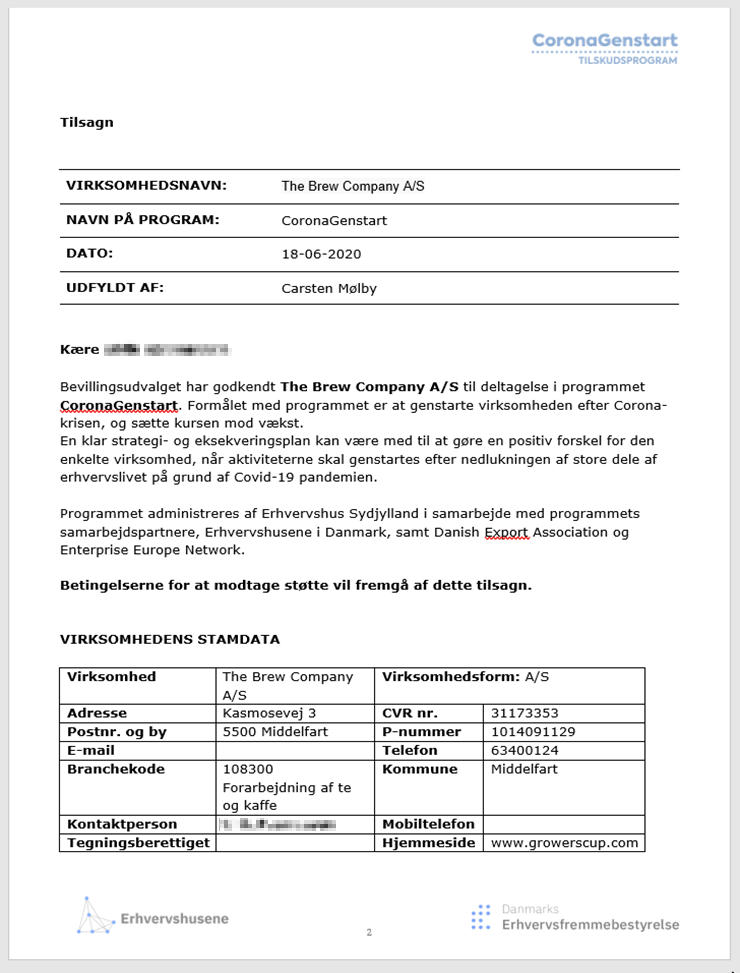 CoronaGenstart
TILSKUDSPROGRAM
Tilsagn
VIRKSOMHEDSNAVN: The Brew Company A/S
NAVN PÅ PROGRAM: CoronaGenstart
DATO: 18-06-2020
UDFYLDT AF: Carsten Mølby
Kære
Bevillingsudvalget har godkendt The Brew Company A/S til deltagelse i programmet
CoronaGenstart. Formålet med programmet er at genstarte virksomheden efter Corona-
krisen, og sætte kursen mod vækst.
En klar strategi- og eksekveringsplan kan være med til at gøre en positiv forskel for den
enkelte virksomhed, når aktiviteterne skal genstartes efter nedlukningen af store dele af
erhvervslivet på grund af Covid-19 pandemien.
Programmet administreres af Erhvervshus Sydjylland i samarbejde med programmets
samarbejdspartnere, Erhvervshusene i Danmark, samt Danish Export Association og
Enterprise Europe Network.
Betingelserne for at modtage støtte vil fremgå af dette tilsagn.
VIRKSOMHEDENS STAMDATA
Virksomhed The Brew Company Virksomhedsform: A/S
A/S
Adresse Kasmosevej 3 CVR nr. 31173353
Postnr. og by 5500 Middelfart P-nummer 1014091129
E-mail Telefon 63400124
Branchekode 108300 Kommune Middelfart
Forarbejdning af te
og kaffe
Kontaktperson Mobiltelefon
Tegningsberettiget Hjemmeside www.growerscup.com
Erhvervshusene
2
Danmarks
Erhvervsfremmebestyrelse